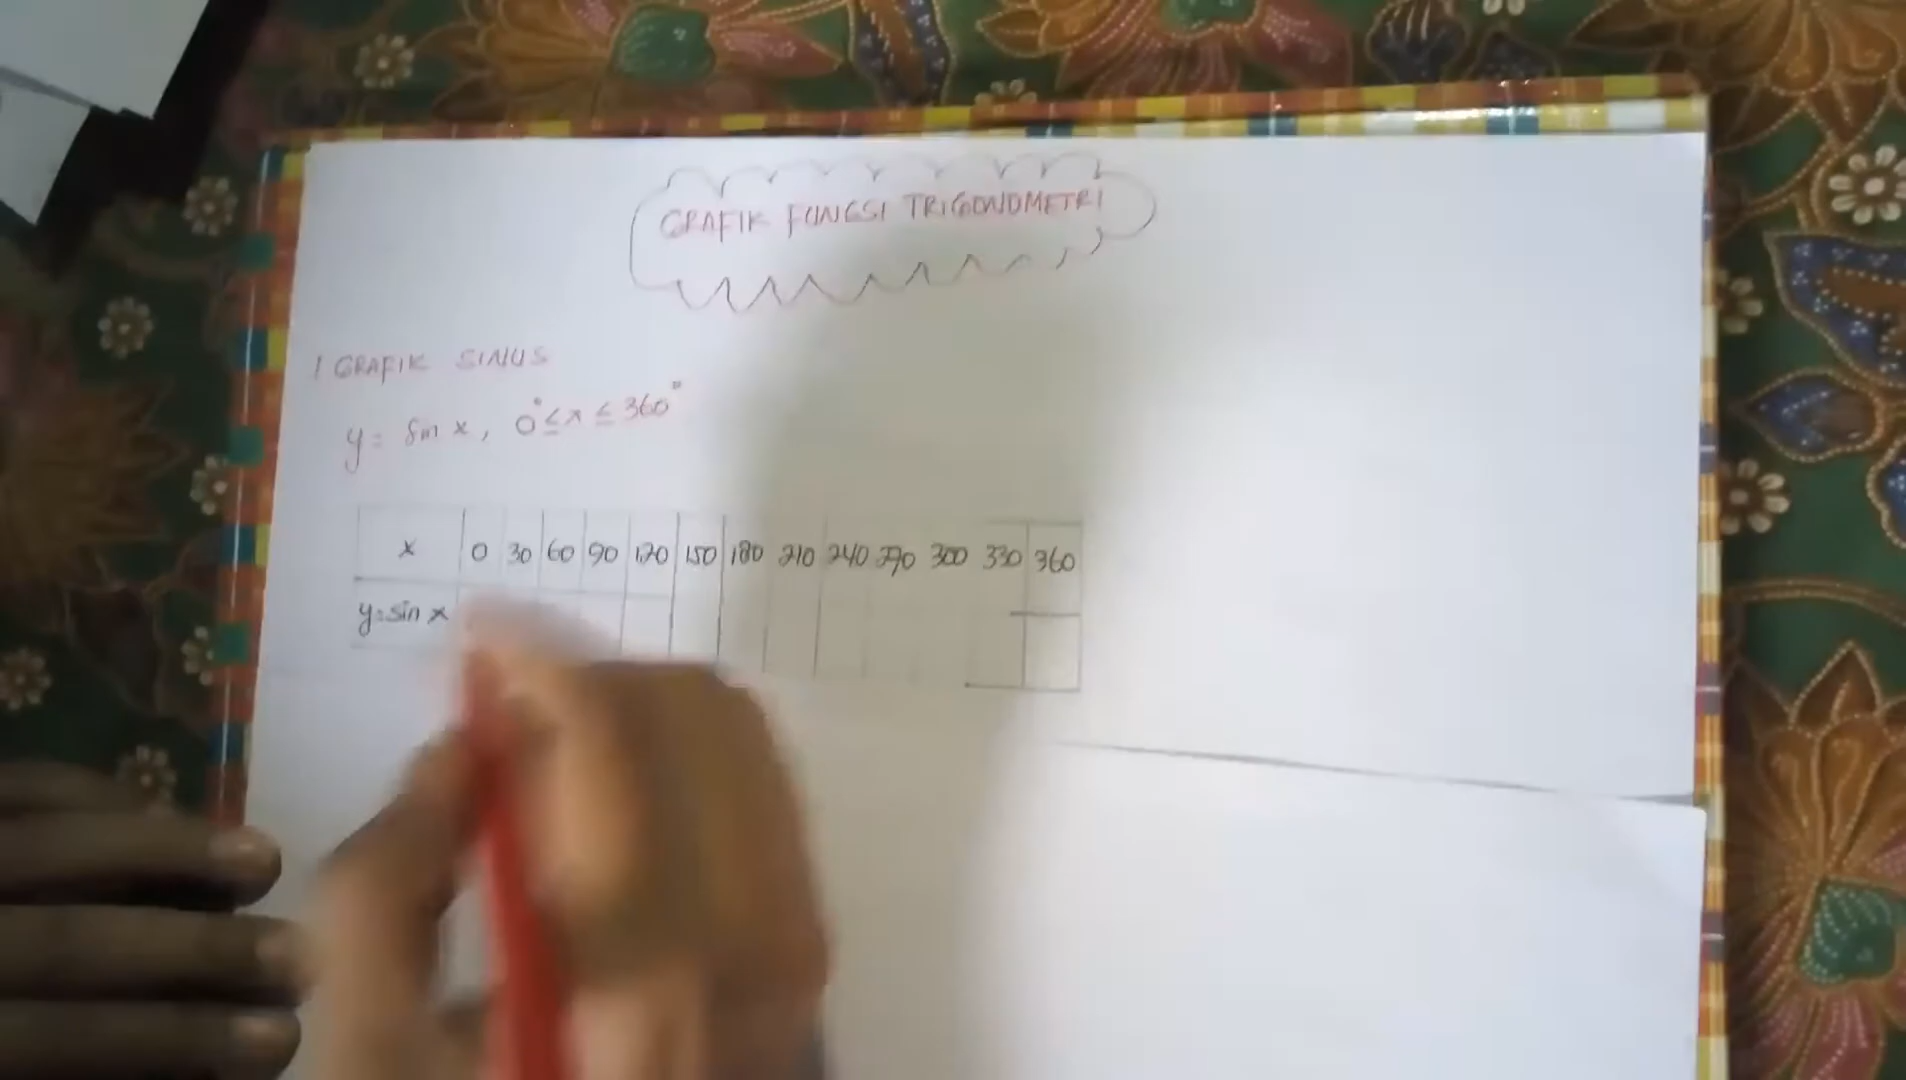 GRAFIK FUNGSI TRIGONOMETRI
1 GRAFIK SINUS
y = sin x, 0° ≤ x ≤ 360°
x 0 30 60 90 120 150 180 210 240 270 300 330 360
y = sin x